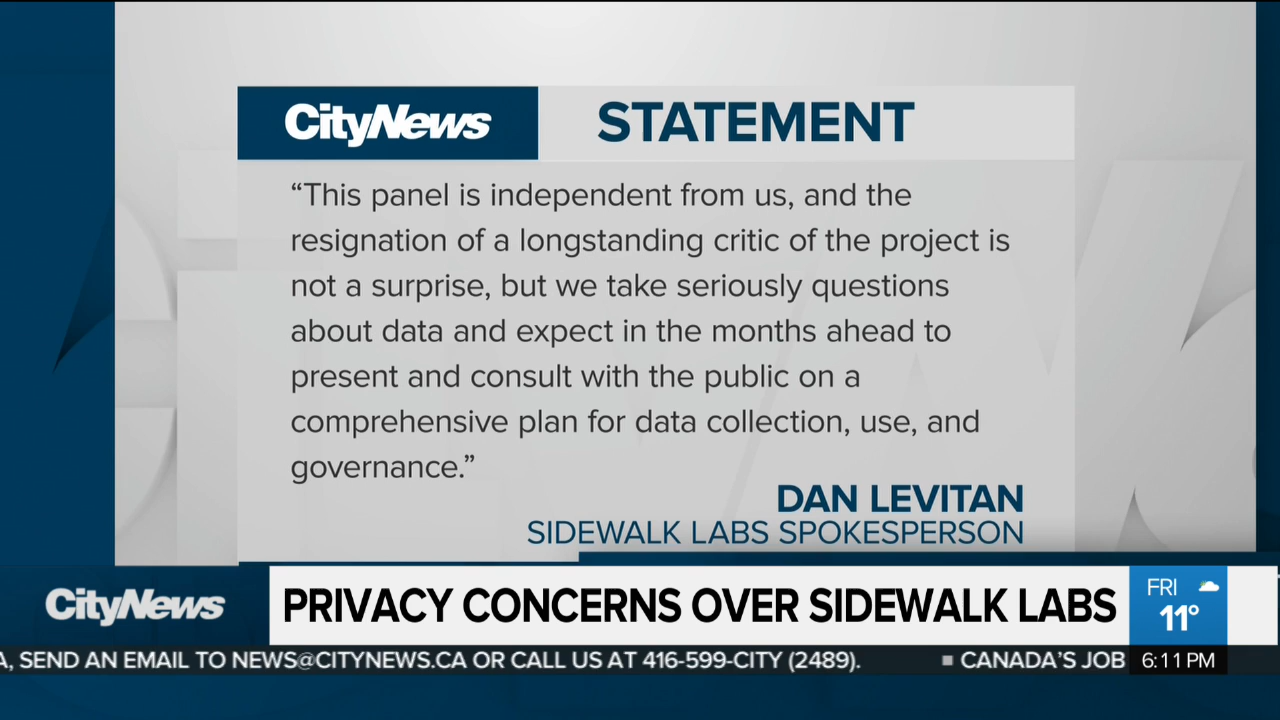 CityNews STATEMENT
“This panel is independent from us, and the
resignation of a longstanding critic of the project is
not a surprise, but we take seriously questions
about data and expect in the months ahead to
present and consult with the public on a
comprehensive plan for data collection, use, and
governance.”
DAN LEVITAN
SIDEWALK LABS SPOKESPERSON
CityNews PRIVACY CONCERNS OVER SIDEWALK LABS
FRI
11°
A, SEND AN EMAIL TO NEWS@CITYNEWS.CA OR CALL US AT 416-599-CITY (2489). ■ CANADA'S JOB 6:11 PM